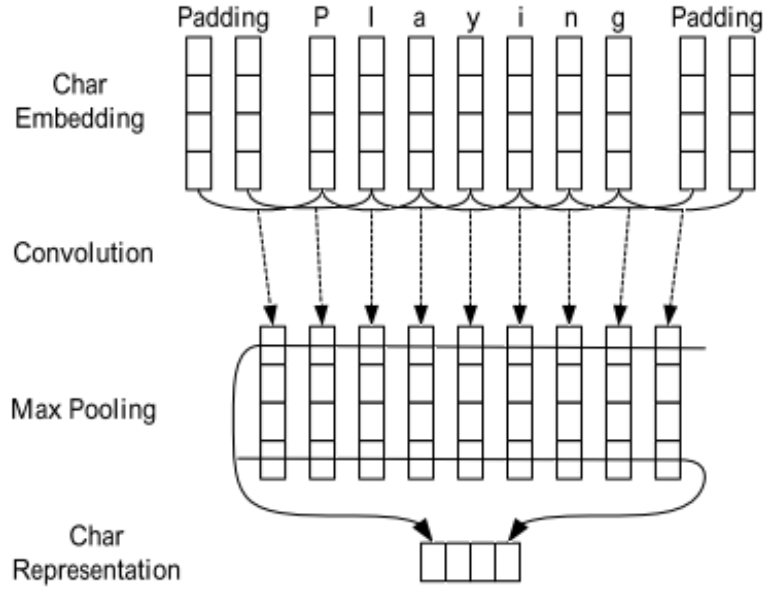 Padding P l a y i n g Padding
Char
Embedding
Convolution
Max Pooling
Char
Representation